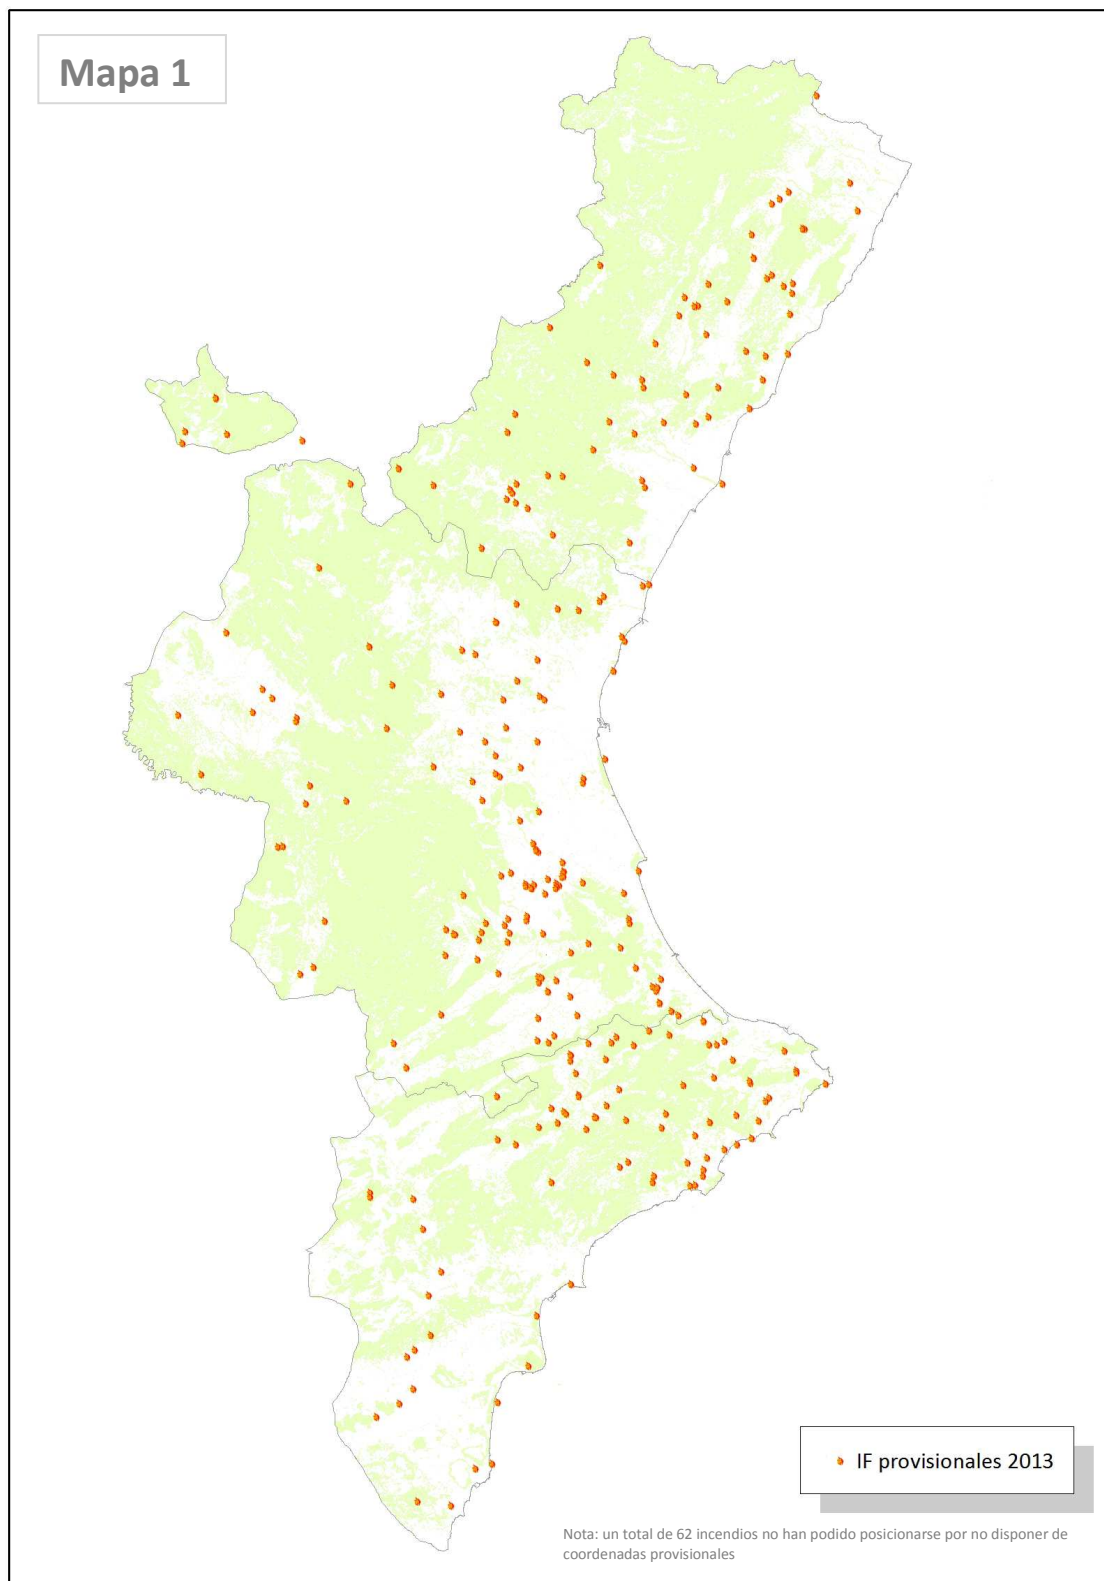 Mapa 1
IF provisionales 2013
Nota: un total de 62 incendios no han podido posicionarse por no disponer de
coordenadas provisionales